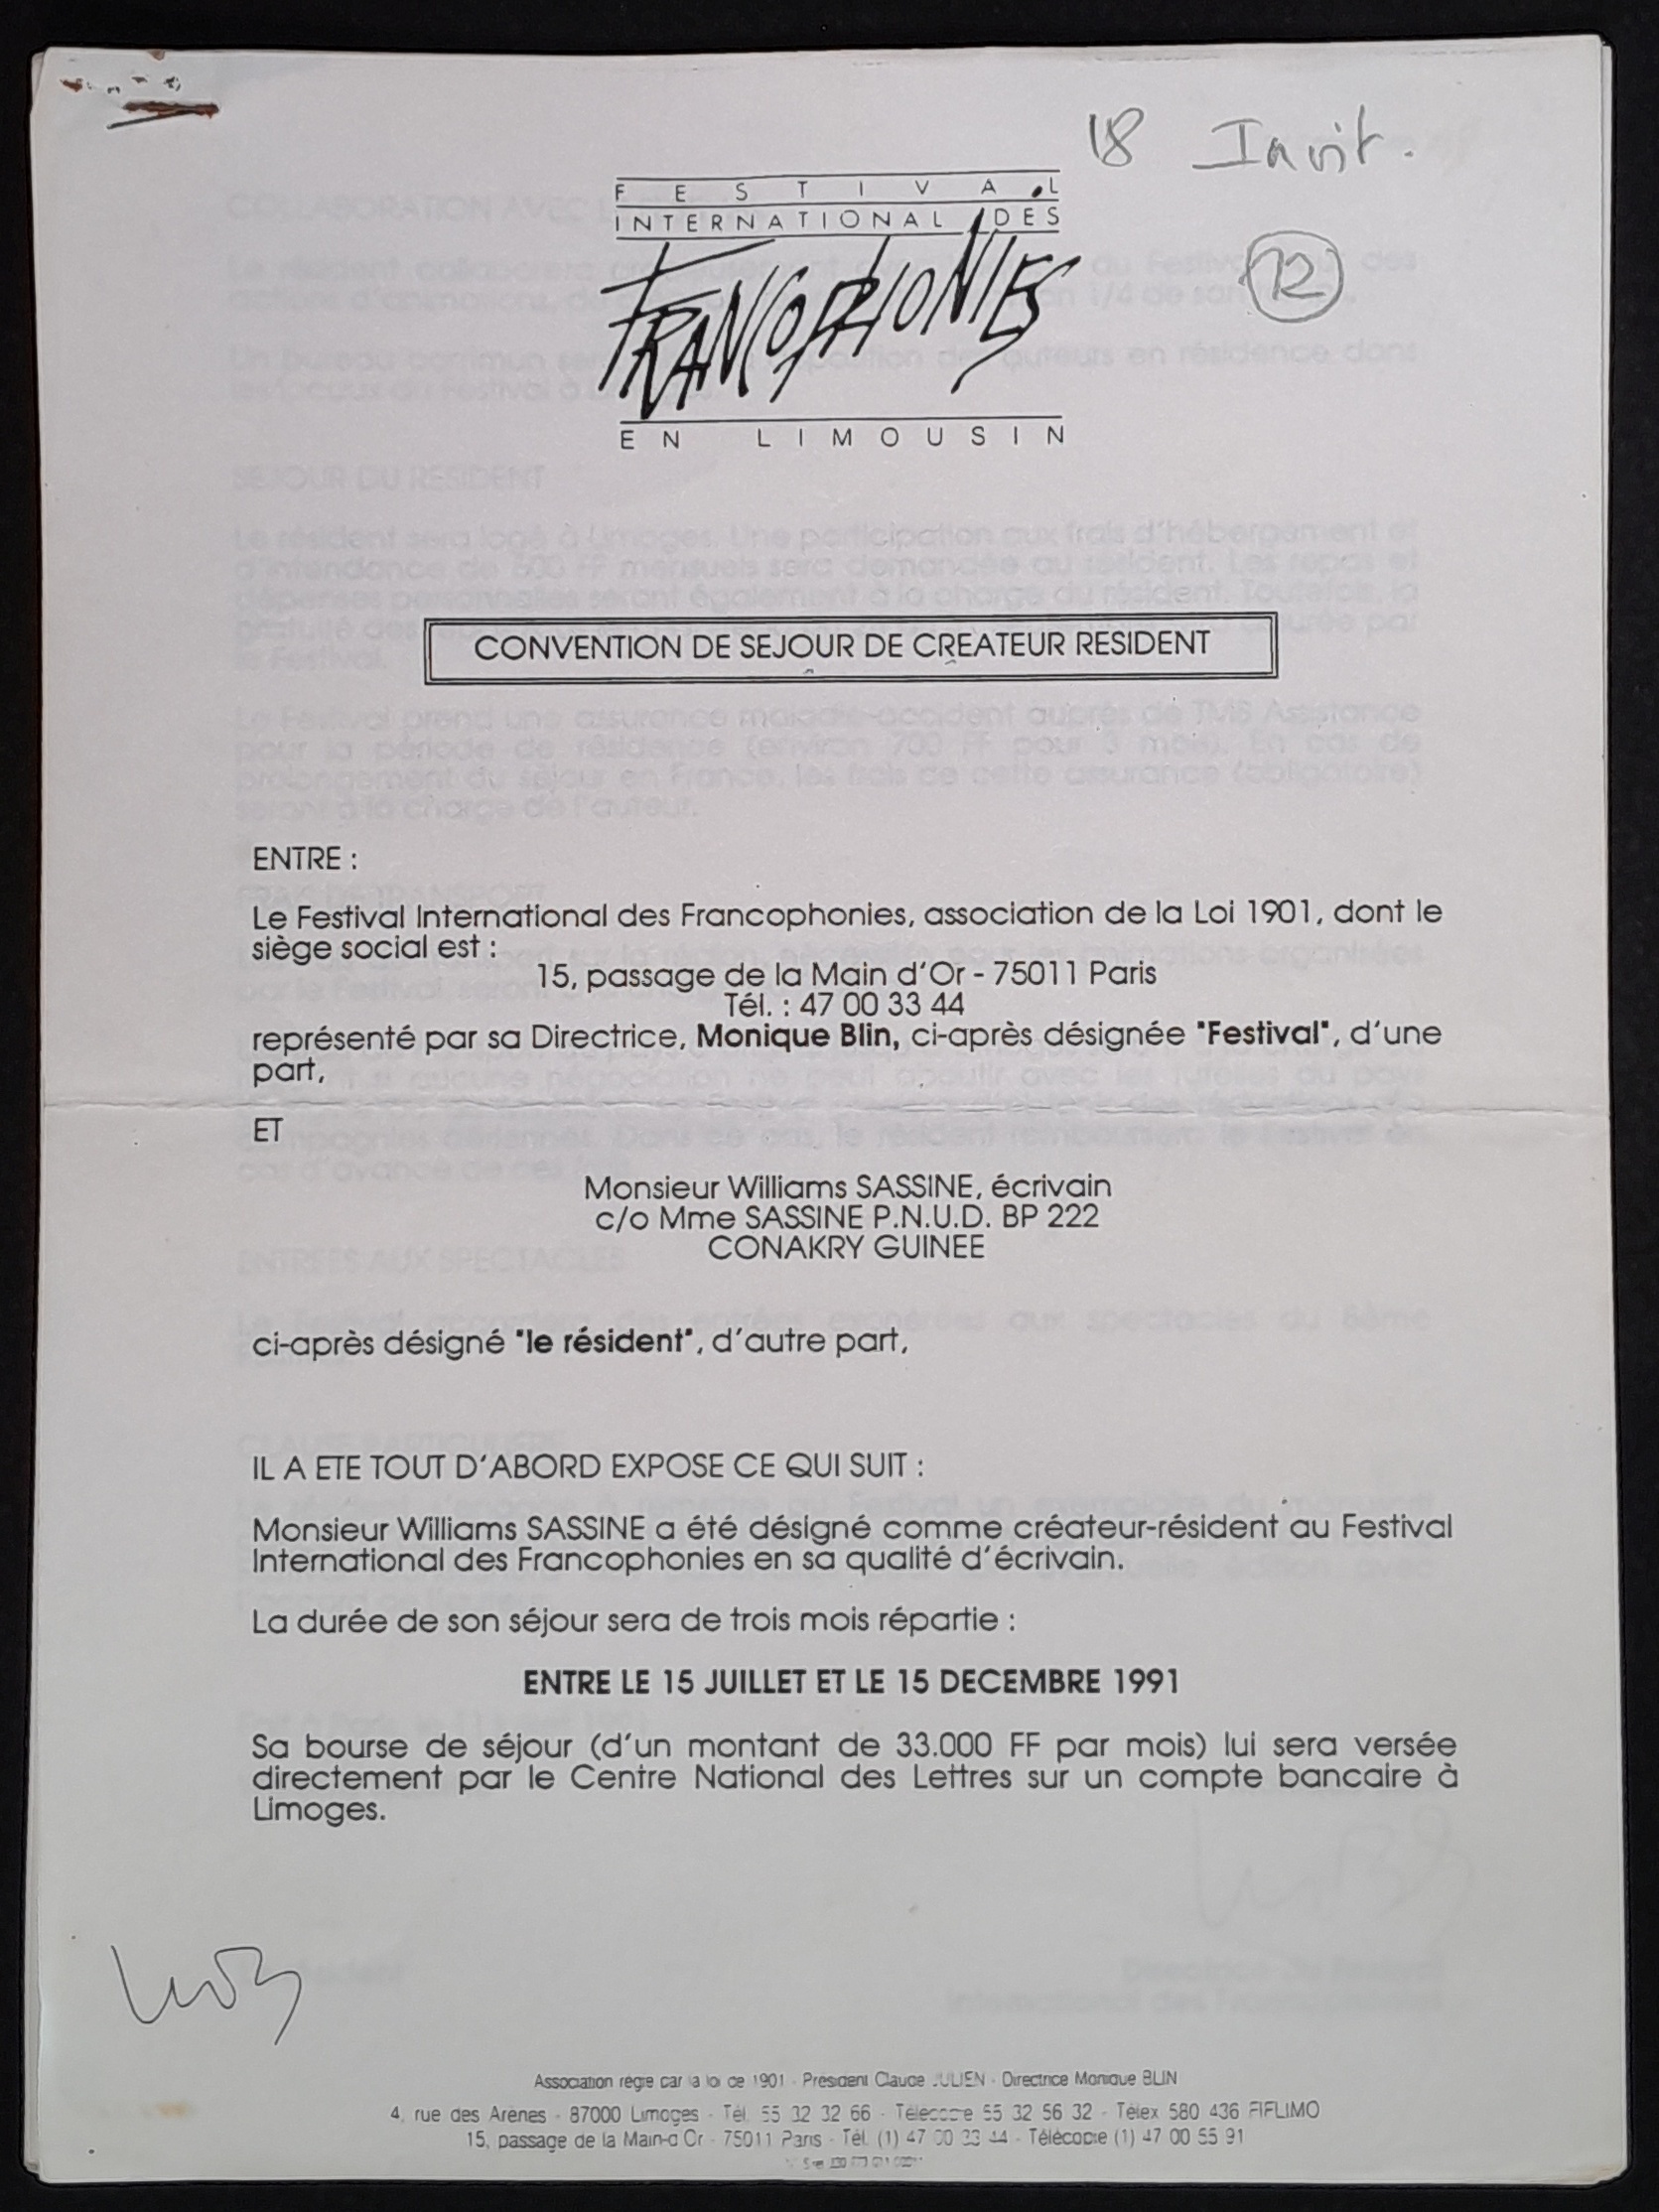 18 Invit.
FESTIVAL
INTERNATIONAL DES
FRANCOPHONIES
EN LIMOUSIN
12
CONVENTION DE SEJOUR DE CREATEUR RESIDENT
ENTRE :
Le Festival International des Francophonies, association de la Loi 1901, dont le
siège social est :
15, passage de la Main d'Or - 75011 Paris
Tél. : 47 00 33 44
représenté par sa Directrice, Monique Blin, ci-après désignée "Festival", d'une
part,
ET
Monsieur Williams SASSINE, écrivain
c/o Mme SASSINE P.N.U.D. BP 222
CONAKRY GUINEE
ci-après désigné "le résident", d'autre part,
IL A ETE TOUT D'ABORD EXPOSE CE QUI SUIT :
Monsieur Williams SASSINE a été désigné comme créateur-résident au Festival
International des Francophonies en sa qualité d'écrivain.
La durée de son séjour sera de trois mois répartie :
ENTRE LE 15 JUILLET ET LE 15 DECEMBRE 1991
Sa bourse de séjour (d'un montant de 33.000 FF par mois) lui sera versée
directement par le Centre National des Lettres sur un compte bancaire à
Limoges.
Association régie par la loi de 1901 - Président Claude JULIEN - Directrice Monique BLIN
4, rue des Arènes - 87000 Limoges - Tél. 55 32 32 66 - Télécopie 55 32 56 32 - Télex 580 436 FIFLIMO
15, passage de la Main-d'Or - 75011 Paris - Tél. (1) 47 00 33 44 - Télécopie (1) 47 00 55 91